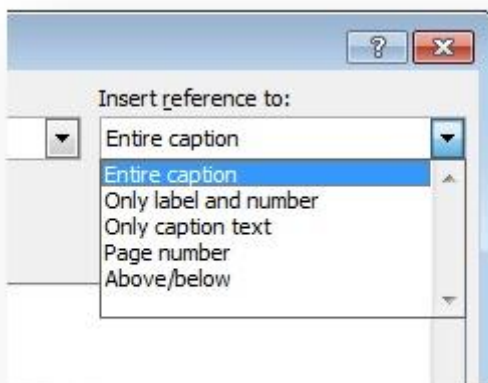 ?
Insert reference to:
Entire caption
Entire caption
Only label and number
Only caption text
Page number
Above/below